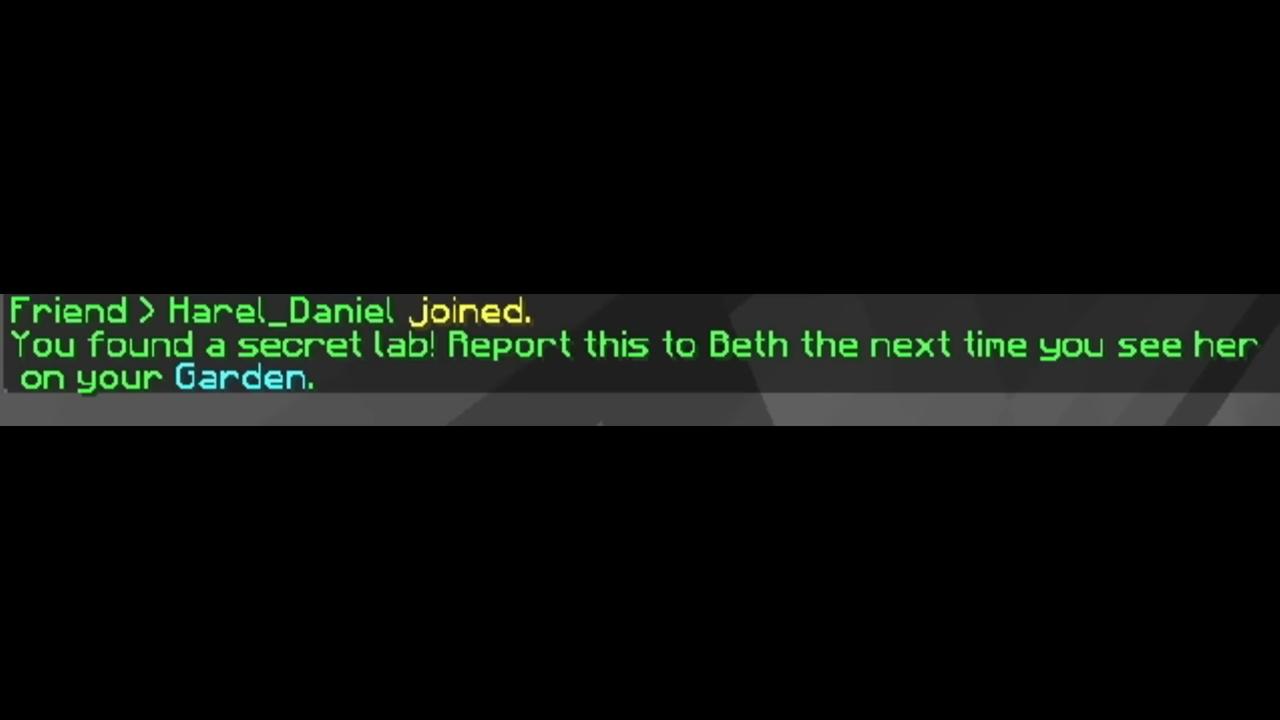 Friend > Harel_Daniel joined.
You found a secret lab! Report this to Beth the next time you see her
on your Garden.